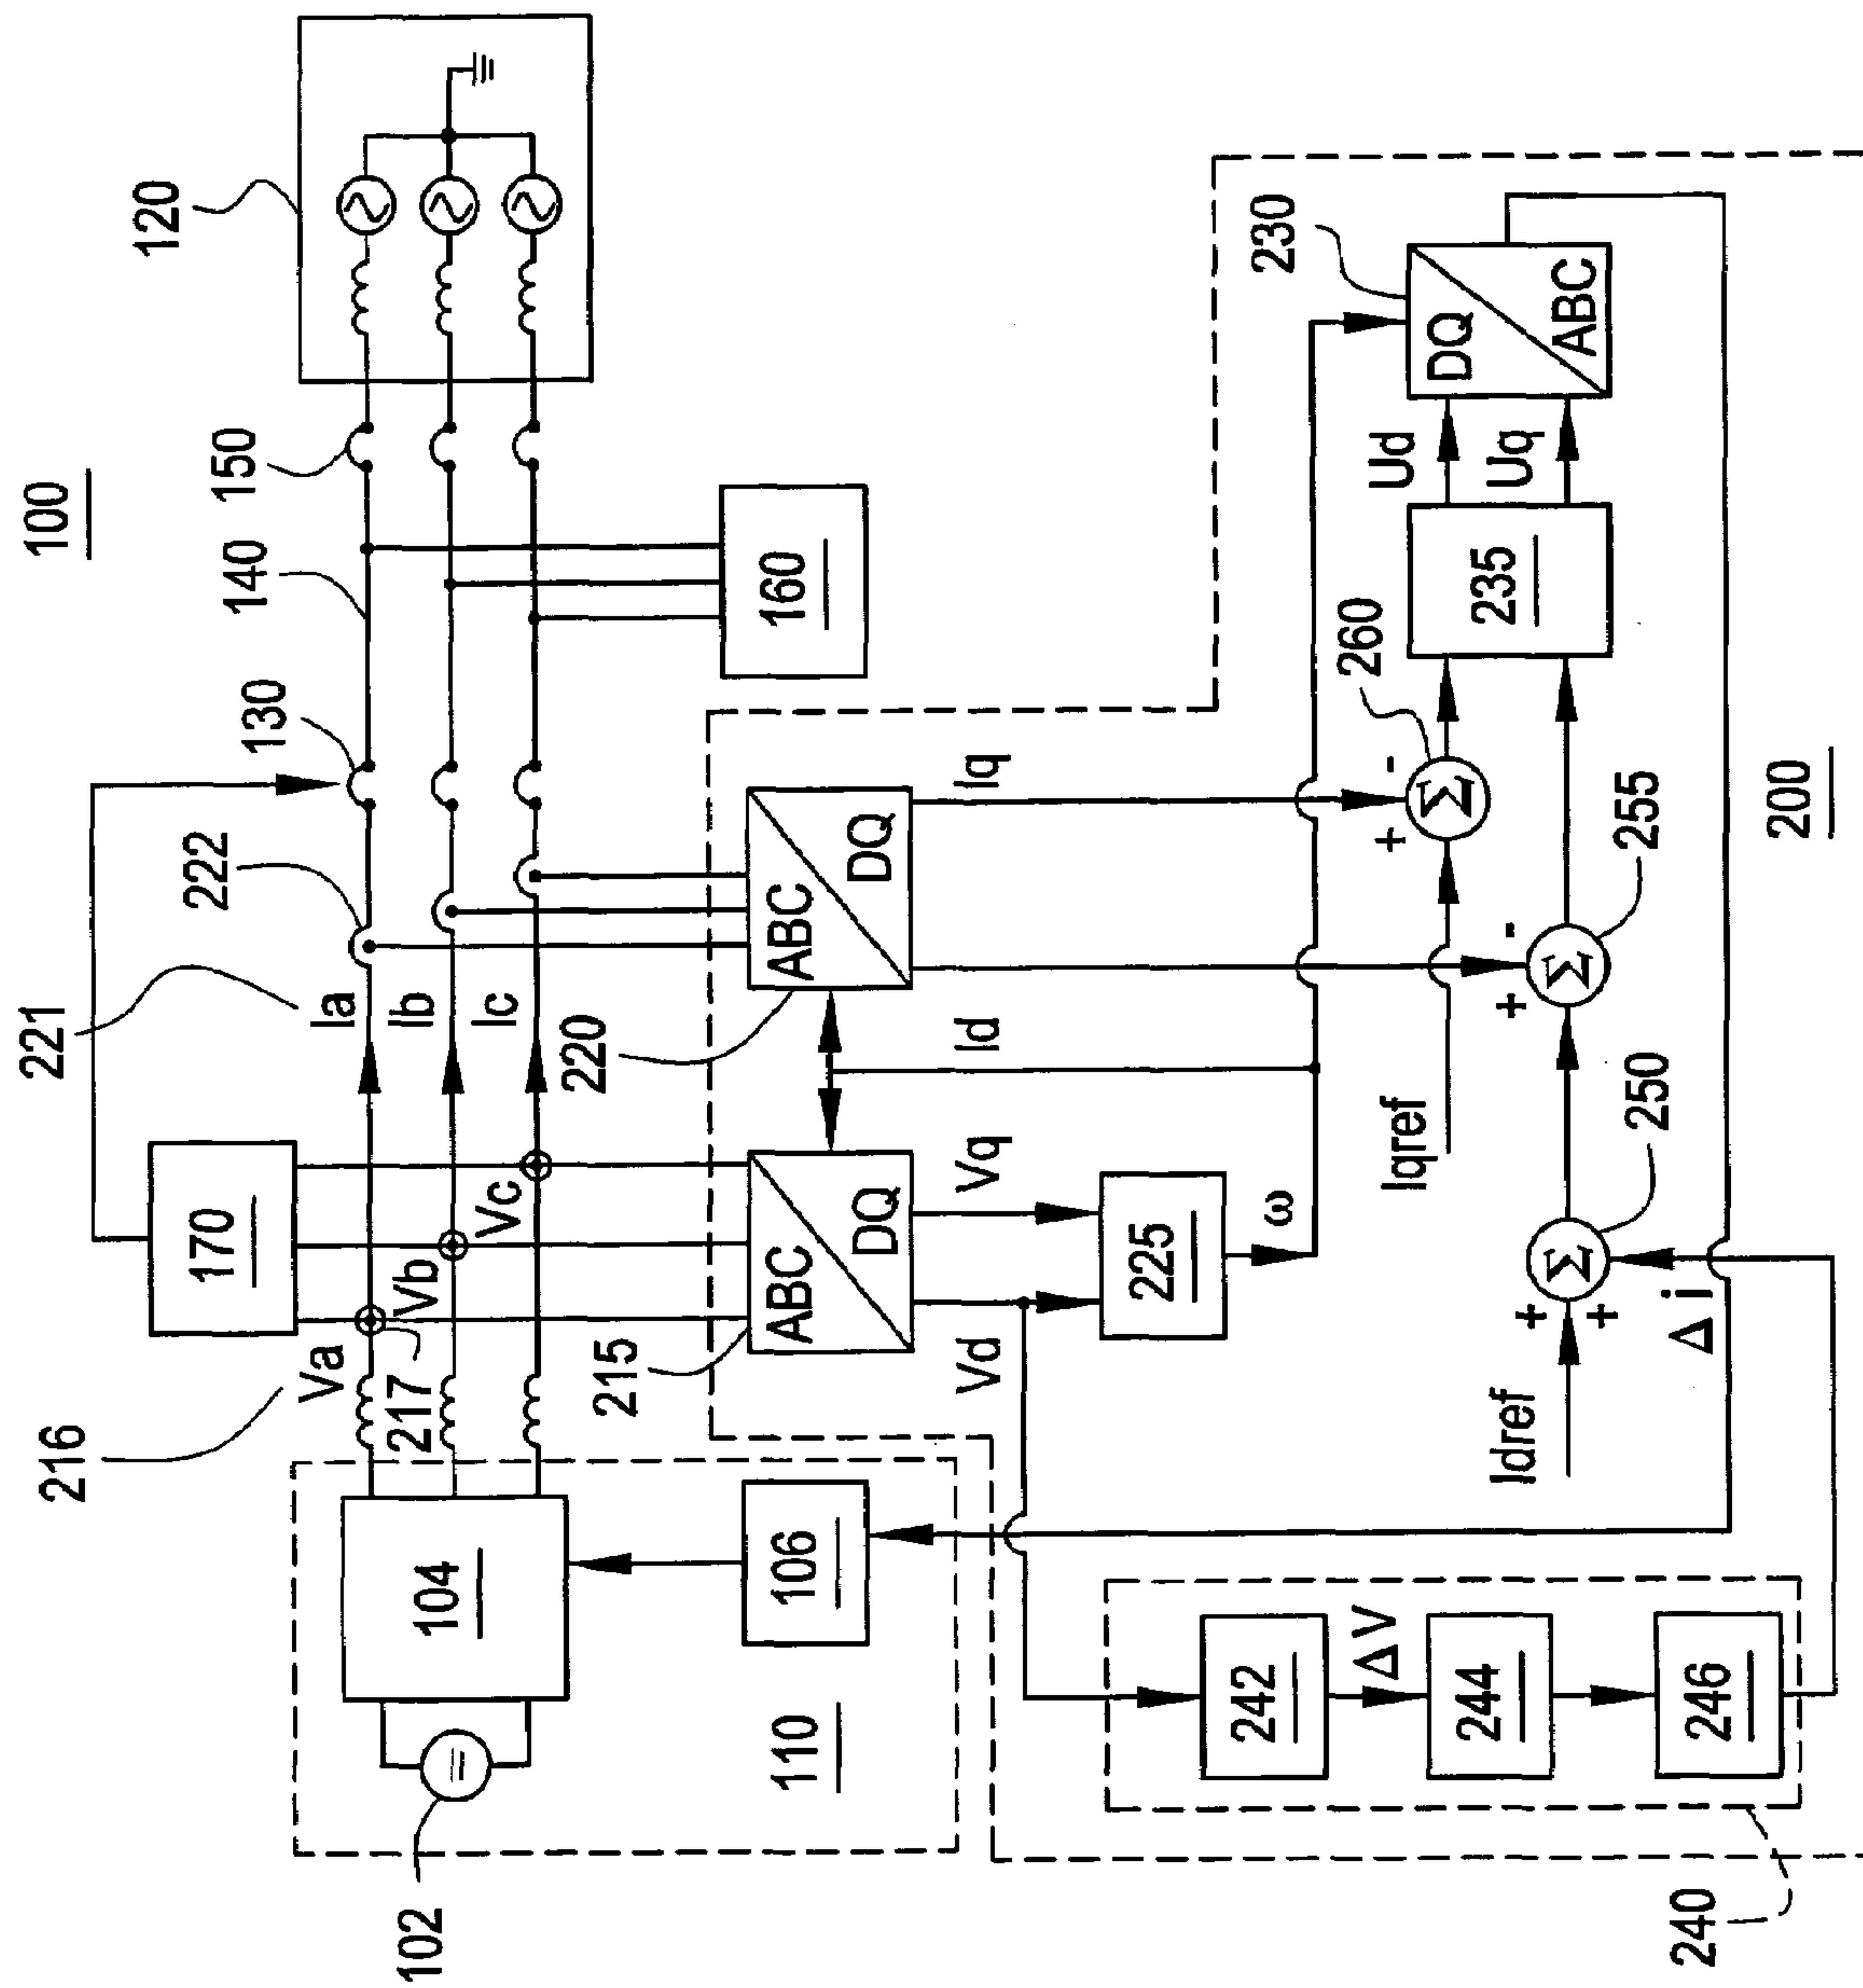 100
120
150
140
130
222
221
Ia
Ib
Ic
170
216
Va
217
Vb
Vc
102
104
106
110
160
ABC
DQ
215
ABC
DQ
220
Vd
Vq
Id
Iq
225
ω
Iqref
Idref
+
+
Δ i
Σ
250
+
-
Σ
255
+
-
Σ
260
235
Ud
Uq
DQ
ABC
230
242
Δ V
244
246
240
200